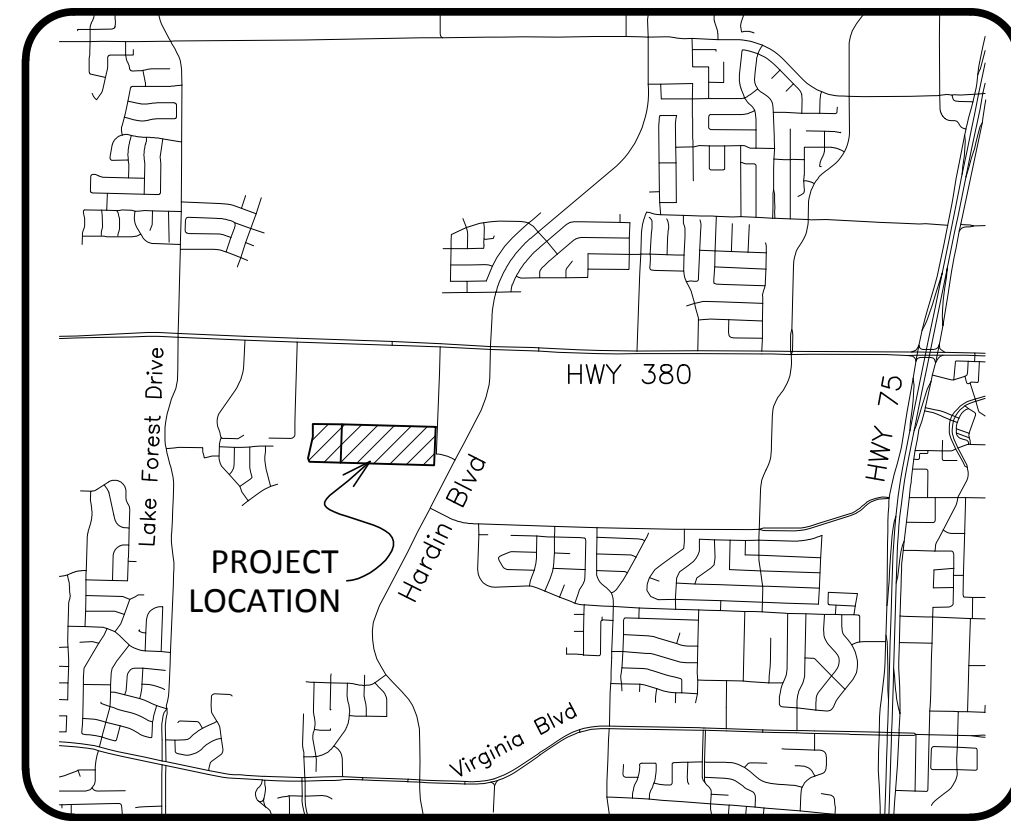 HWY 380
Lake Forest Drive
HWY 75
Hardin Blvd
PROJECT
LOCATION
Virginia Blvd